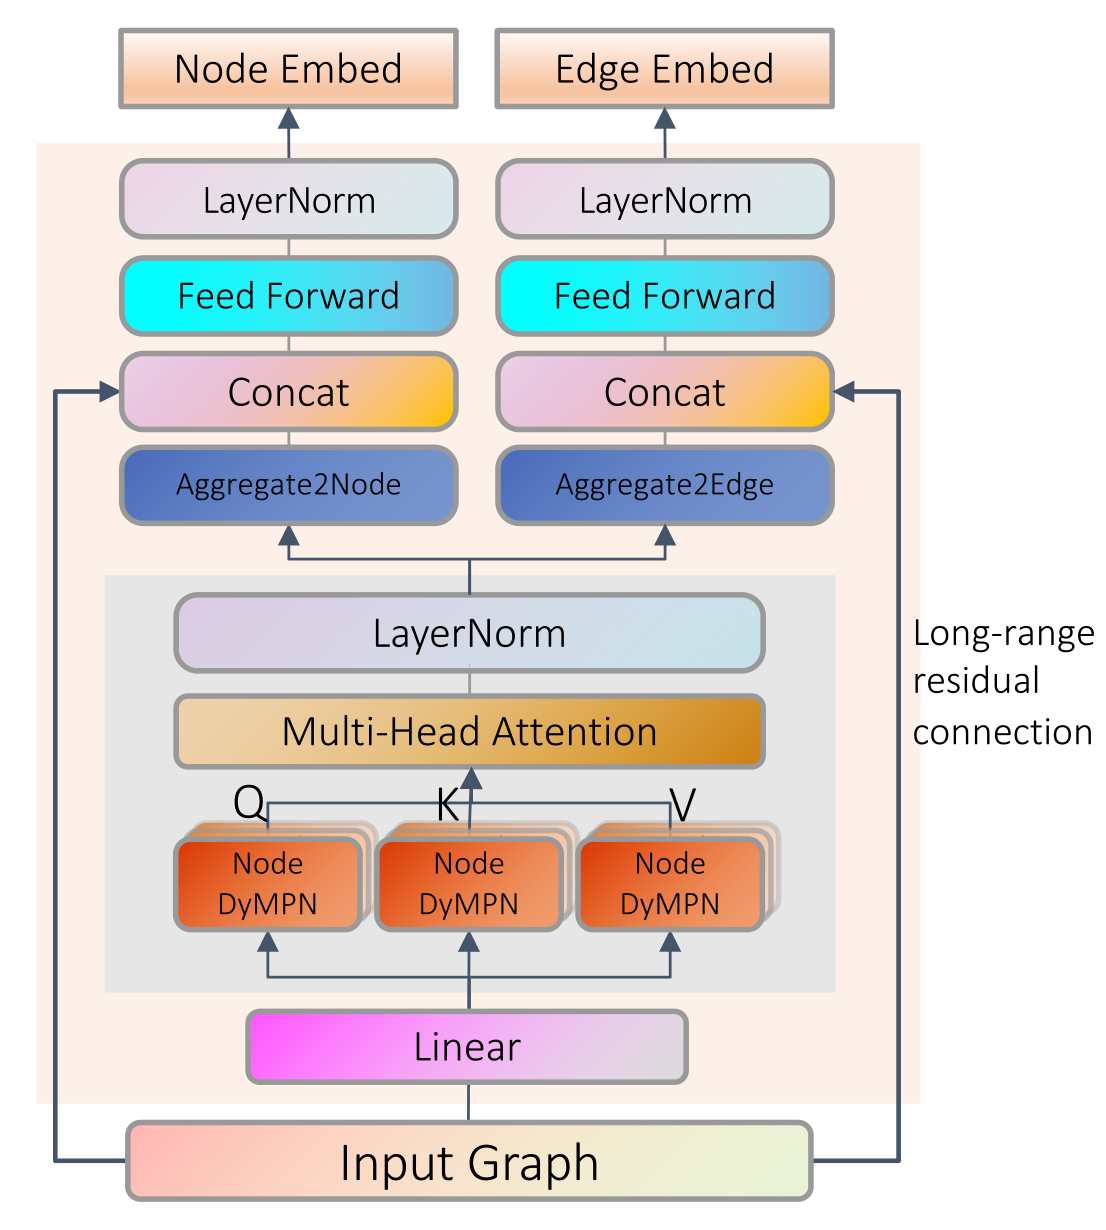 Node Embed
Edge Embed
LayerNorm
LayerNorm
Feed Forward
Feed Forward
Concat
Concat
Aggregate2Node
Aggregate2Edge
LayerNorm
Long-range
residual
connection
Multi-Head Attention
Q
K
V
Node
DyMPN
Node
DyMPN
Node
DyMPN
Linear
Input Graph